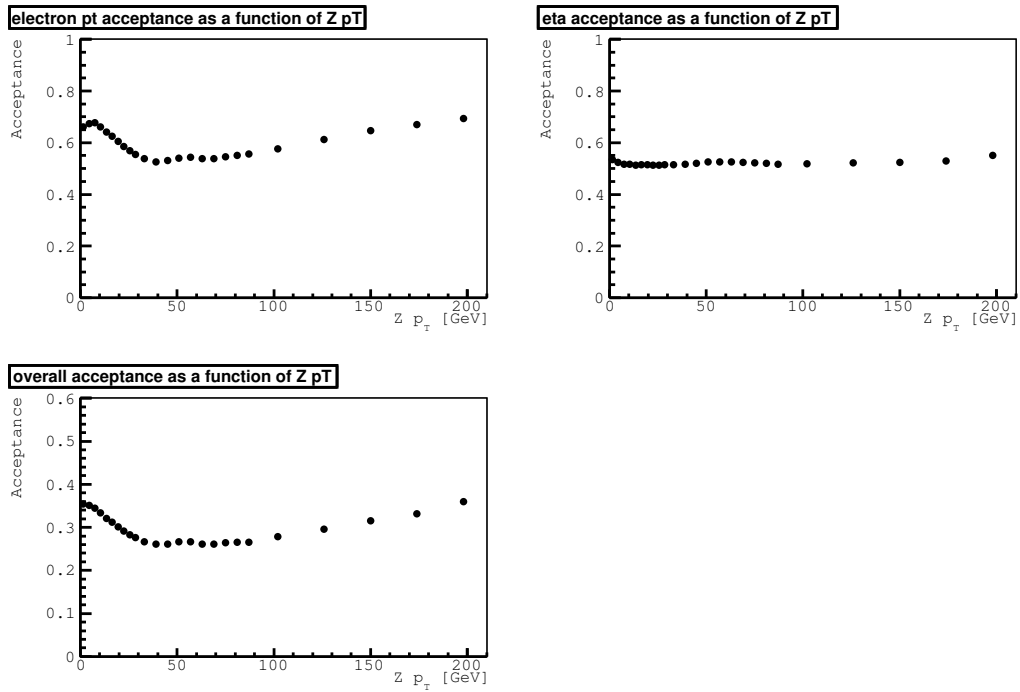 electron pt acceptance as a function of Z pT
Acceptance
1
0.8
0.6
0.4
0.2
0
0 50 100 150 200
Z p_T [GeV]
eta acceptance as a function of Z pT
Acceptance
1
0.8
0.6
0.4
0.2
0
0 50 100 150 200
Z p_T [GeV]
overall acceptance as a function of Z pT
Acceptance
0.6
0.5
0.4
0.3
0.2
0.1
0
0 50 100 150 200
Z p_T [GeV]